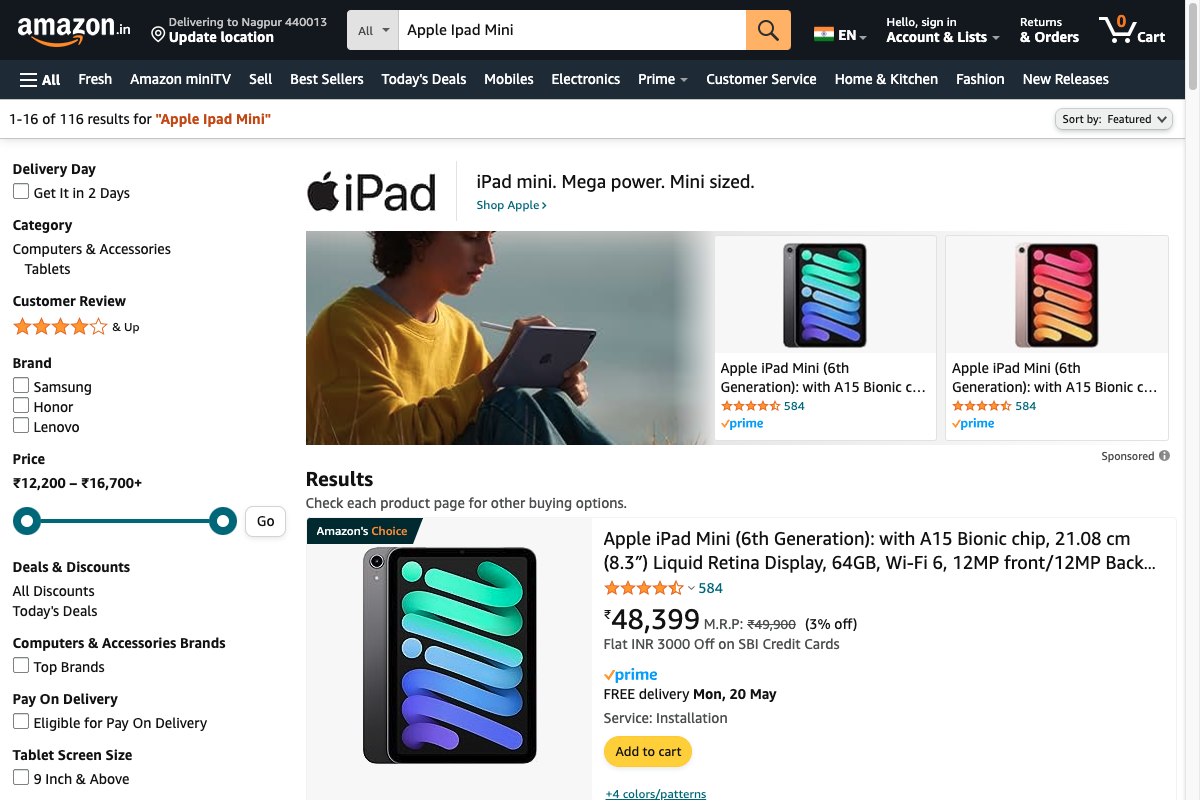 amazon.in
Delivering to Nagpur 440013
Update location
All
Apple Ipad Mini
EN
Hello, sign in
Account & Lists
Returns
& Orders
0
Cart
All
Fresh
Amazon miniTV
Sell
Best Sellers
Today's Deals
Mobiles
Electronics
Prime
Customer Service
Home & Kitchen
Fashion
New Releases
1-16 of 116 results for "Apple Ipad Mini"
Sort by: Featured
Delivery Day
Get It in 2 Days
Category
Computers & Accessories
Tablets
Customer Review
& Up
Brand
Samsung
Honor
Lenovo
Price
₹12,200 – ₹16,700+
Go
Deals & Discounts
All Discounts
Today's Deals
Computers & Accessories Brands
Top Brands
Pay On Delivery
Eligible for Pay On Delivery
Tablet Screen Size
9 Inch & Above
iPad
iPad mini. Mega power. Mini sized.
Shop Apple ›
Apple iPad Mini (6th
Generation): with A15 Bionic c…
584
prime
Apple iPad Mini (6th
Generation): with A15 Bionic c…
584
prime
Sponsored
Results
Check each product page for other buying options.
Amazon's Choice
Apple iPad Mini (6th Generation): with A15 Bionic chip, 21.08 cm
(8.3″) Liquid Retina Display, 64GB, Wi-Fi 6, 12MP front/12MP Back…
584
₹48,399 M.R.P: ₹49,900 (3% off)
Flat INR 3000 Off on SBI Credit Cards
prime
FREE delivery Mon, 20 May
Service: Installation
Add to cart
+4 colors/patterns